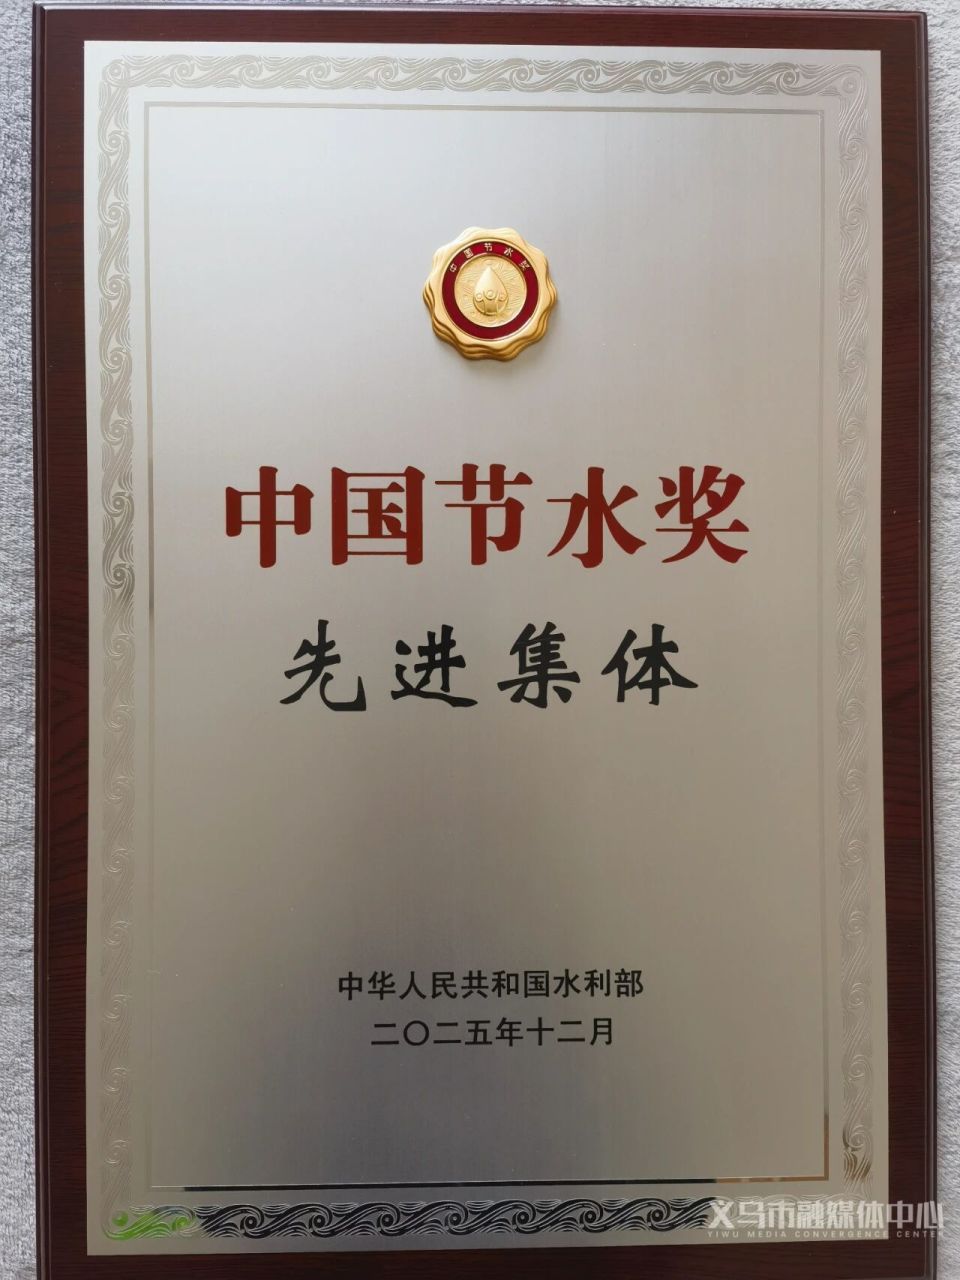 中国节水奖
中国节水奖
先进集体
中华人民共和国水利部
二〇二五年十二月
义乌市融媒体中心
YIWU MEDIA CONVERGENCE CENTER